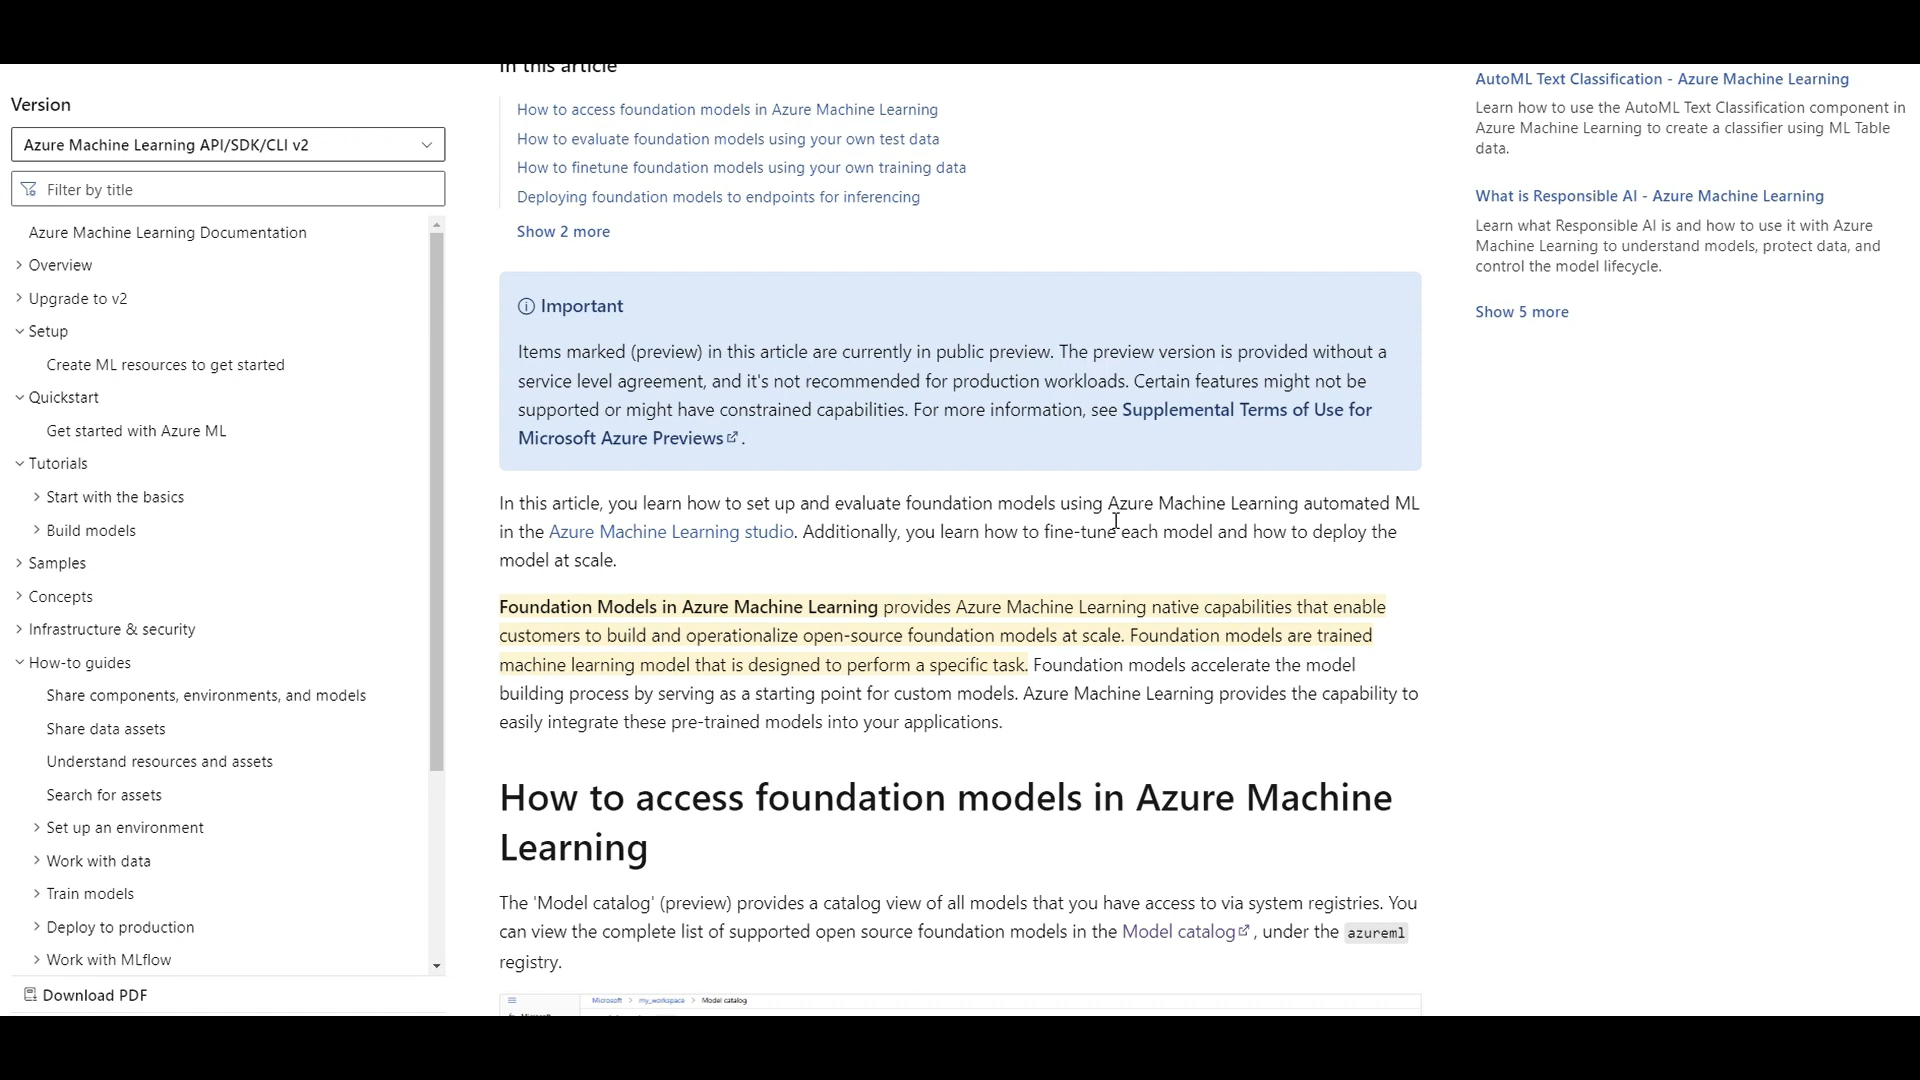 In this article
Version
Azure Machine Learning API/SDK/CLI v2
Filter by title
Azure Machine Learning Documentation
Overview
Upgrade to v2
Setup
Create ML resources to get started
Quickstart
Get started with Azure ML
Tutorials
Start with the basics
Build models
Samples
Concepts
Infrastructure & security
How-to guides
Share components, environments, and models
Share data assets
Understand resources and assets
Search for assets
Set up an environment
Work with data
Train models
Deploy to production
Work with MLflow
Download PDF
How to access foundation models in Azure Machine Learning
How to evaluate foundation models using your own test data
How to finetune foundation models using your own training data
Deploying foundation models to endpoints for inferencing
Show 2 more
Important
Items marked (preview) in this article are currently in public preview. The preview version is provided without a
service level agreement, and it's not recommended for production workloads. Certain features might not be
supported or might have constrained capabilities. For more information, see Supplemental Terms of Use for
Microsoft Azure Previews.
In this article, you learn how to set up and evaluate foundation models using Azure Machine Learning automated ML
in the Azure Machine Learning studio. Additionally, you learn how to fine-tune each model and how to deploy the
model at scale.
Foundation Models in Azure Machine Learning provides Azure Machine Learning native capabilities that enable
customers to build and operationalize open-source foundation models at scale. Foundation models are trained
machine learning model that is designed to perform a specific task. Foundation models accelerate the model
building process by serving as a starting point for custom models. Azure Machine Learning provides the capability to
easily integrate these pre-trained models into your applications.
How to access foundation models in Azure Machine
Learning
The 'Model catalog' (preview) provides a catalog view of all models that you have access to via system registries. You
can view the complete list of supported open source foundation models in the Model catalog, under the azureml
registry.
Microsoft > my_workspace > Model catalog
AutoML Text Classification - Azure Machine Learning
Learn how to use the AutoML Text Classification component in
Azure Machine Learning to create a classifier using ML Table
data.
What is Responsible AI - Azure Machine Learning
Learn what Responsible AI is and how to use it with Azure
Machine Learning to understand models, protect data, and
control the model lifecycle.
Show 5 more